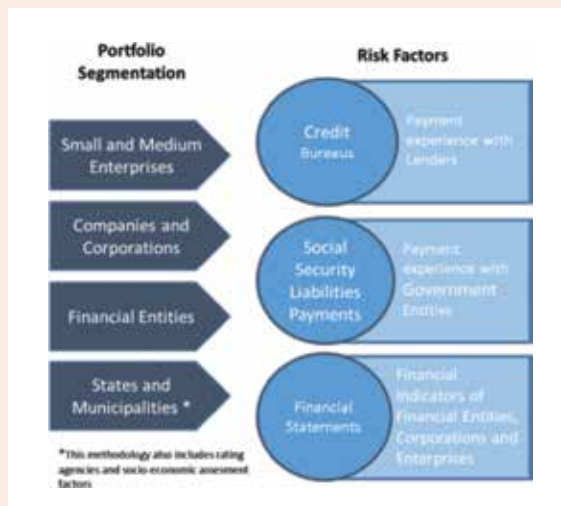 Portfolio
Segmentation
Small and Medium
Enterprises
Companies and
Corporations
Financial Entities
States and
Municipalities *
*This methodology also includes rating
agencies and socio economic assesment
factors
Risk Factors
Credit
Bureaus
Payment
experience with
Lenders
Social
Security
Liabilities
Payments
Payment
experience with
Government
Entities
Financial
Statements
Financial
Indicators of
Financial Entities,
Corporations and
Enterprises